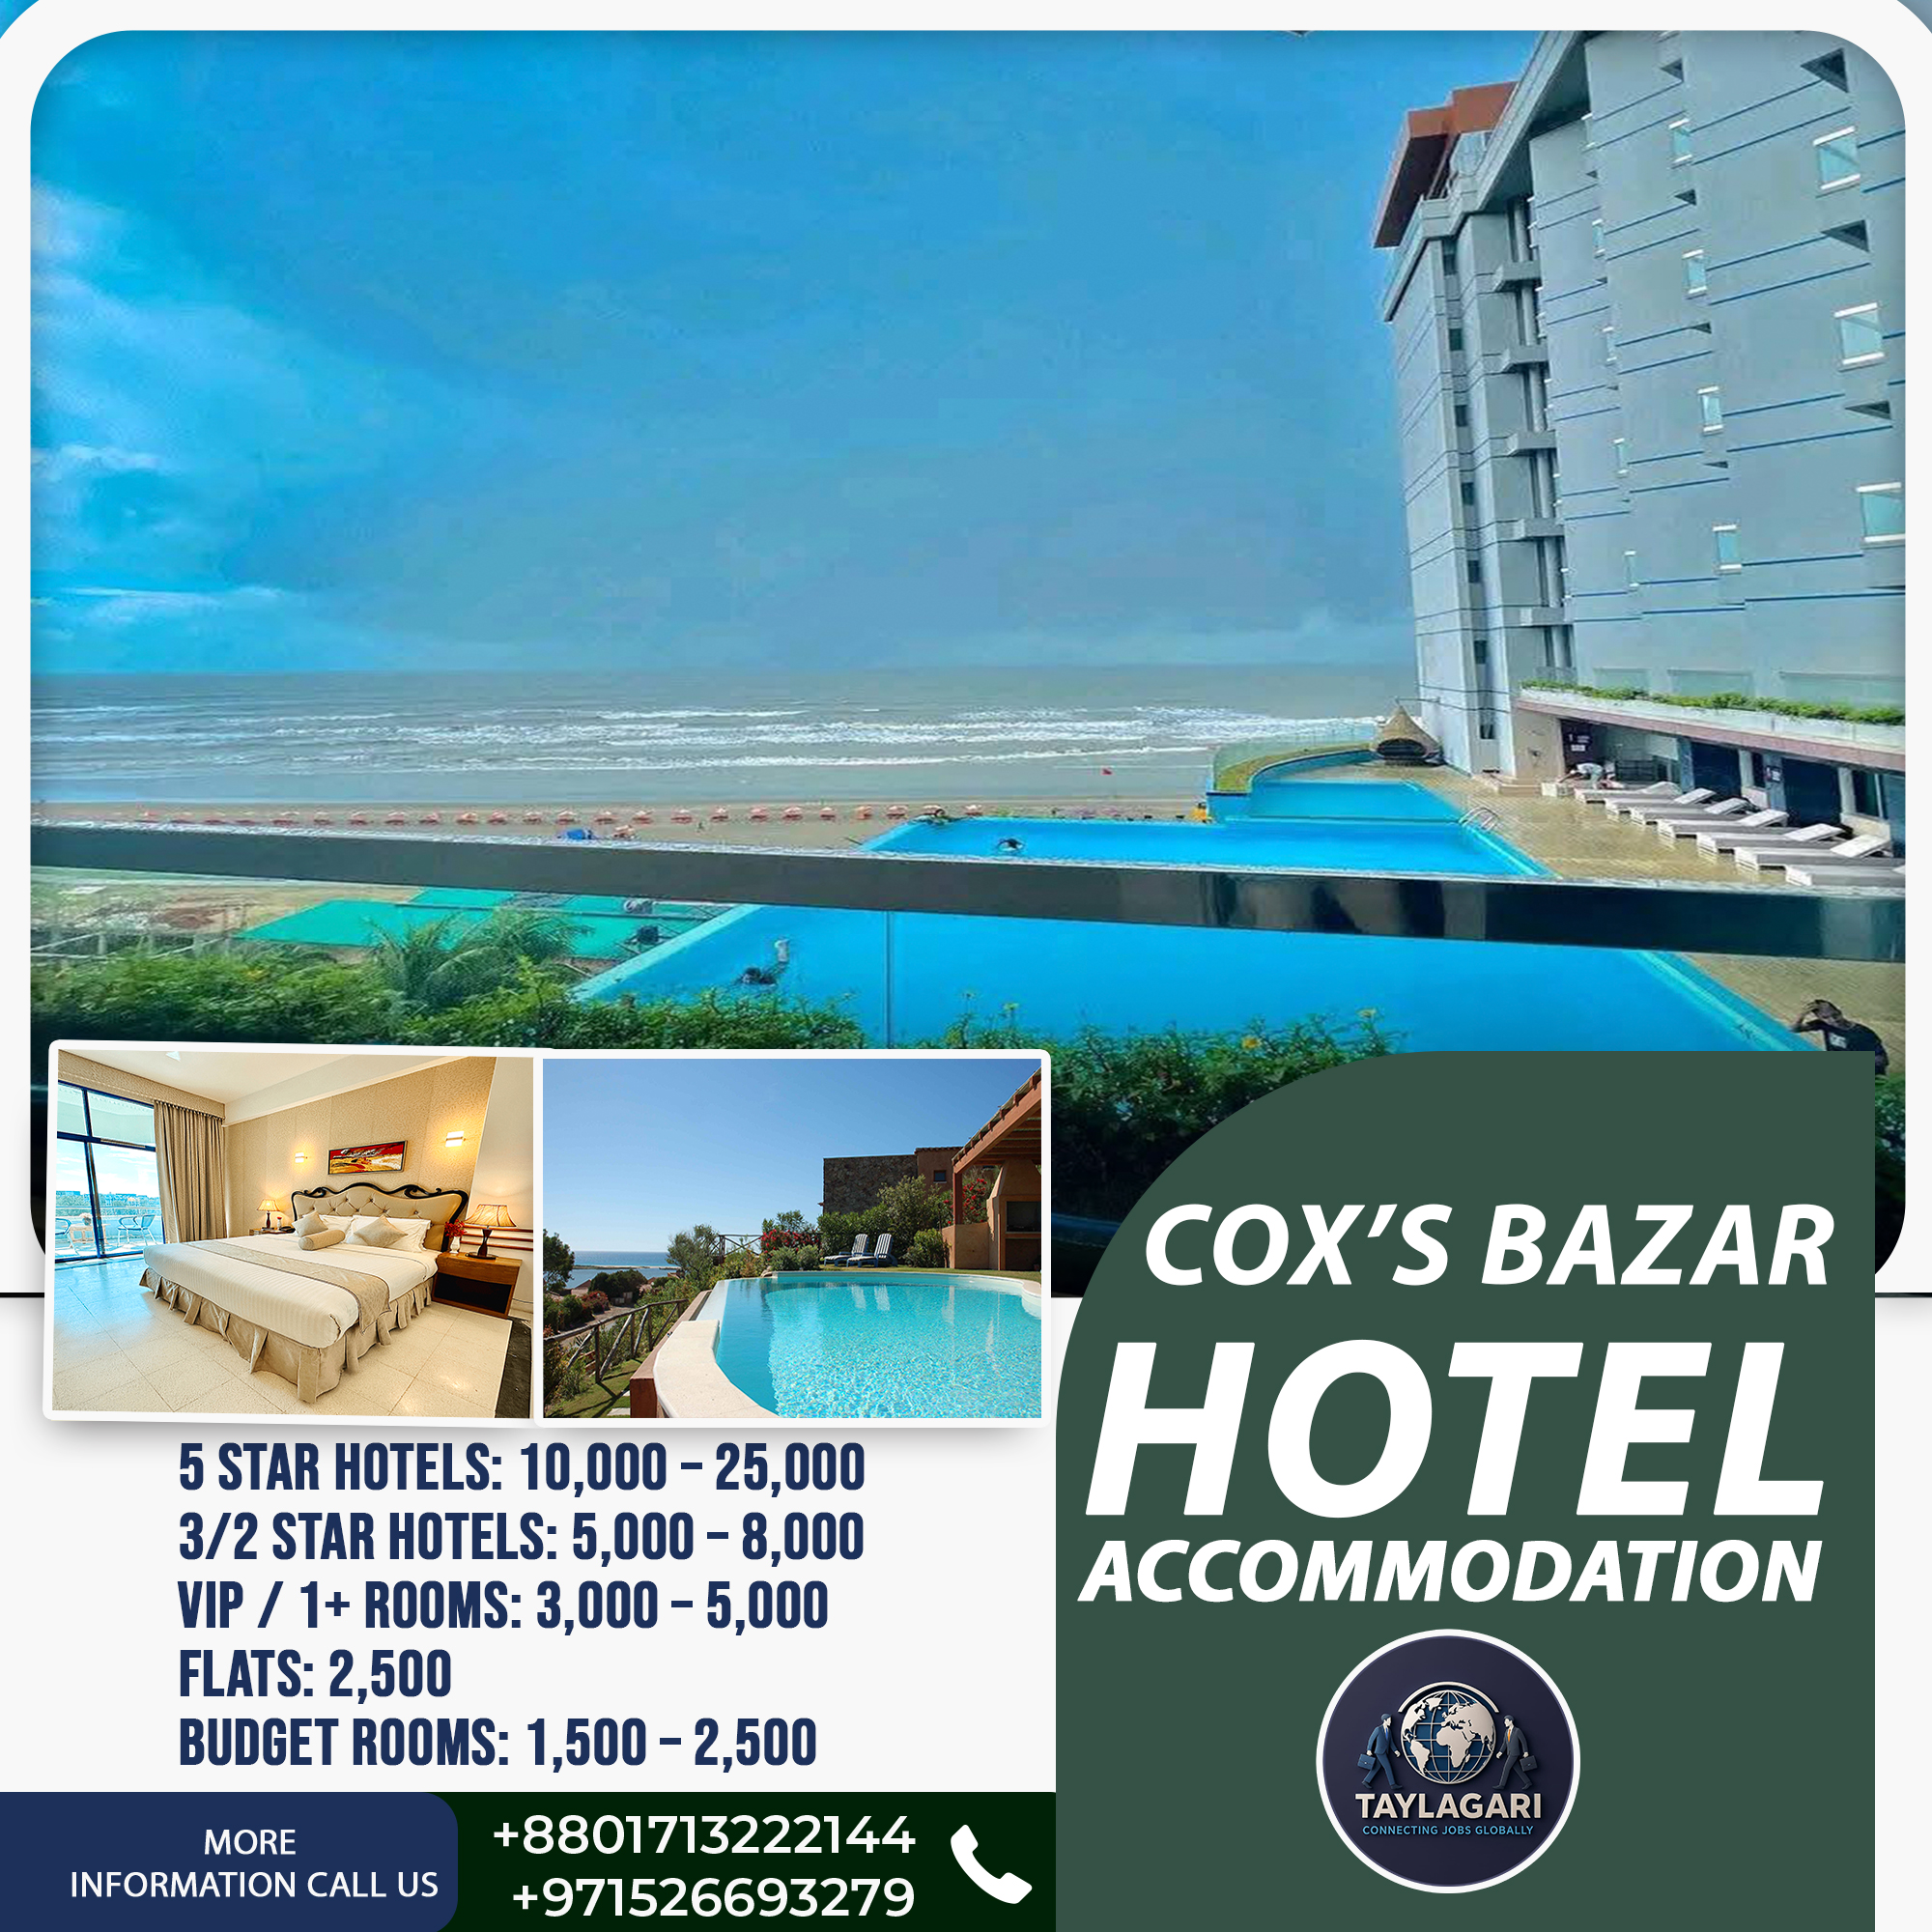 COX'S BAZAR
HOTEL
ACCOMMODATION
5 STAR HOTELS: 10,000 – 25,000
3/2 STAR HOTELS: 5,000 – 8,000
VIP / 1+ ROOMS: 3,000 – 5,000
FLATS: 2,500
BUDGET ROOMS: 1,500 – 2,500
MORE
INFORMATION CALL US
+8801713222144
+971526693279
TAYLAGARI
CONNECTING JOBS GLOBALLY